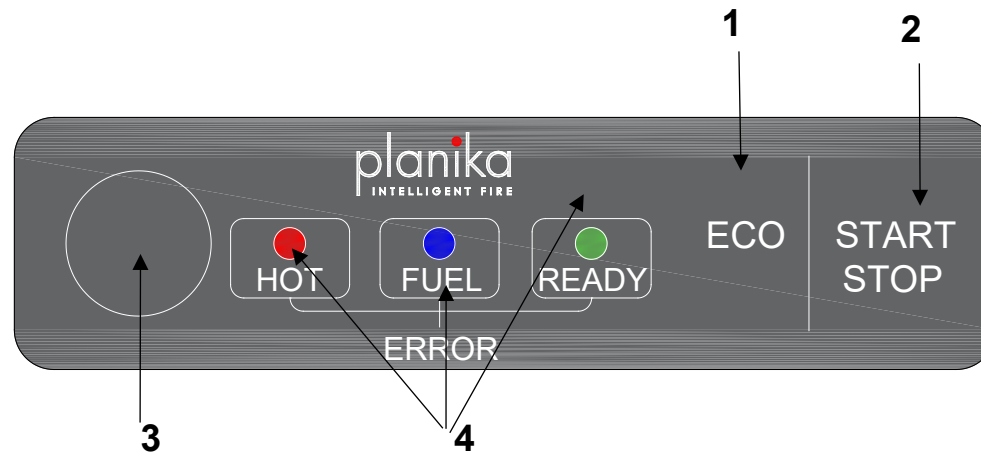 1
2
planika
INTELLIGENT FIRE
ECO
START
STOP
HOT
FUEL
READY
ERROR
3
4